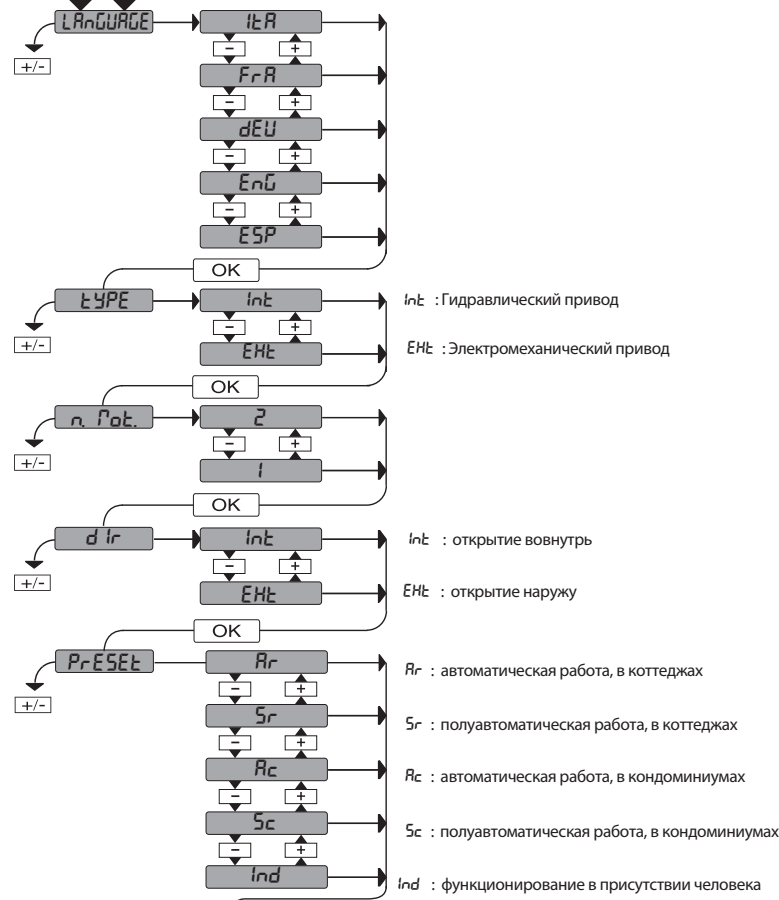 LAnGUAGE ItA
- +
+/-
FrA
- +
dEU
- +
EnG
- +
ESP
OK
tYPE Int Int : Гидравлический привод
- +
+/-
EHt EHt : Электромеханический привод
OK
n. Mot. 2
- +
+/-
1
OK
dIr Int Int : открытие вовнутрь
- +
+/-
EHt EHt : открытие наружу
OK
PrESEt Ar Ar : автоматическая работа, в коттеджах
- +
+/-
Sr Sr : полуавтоматическая работа, в коттеджах
- +
Ac Ac : автоматическая работа, в кондоминиумах
- +
Sc Sc : полуавтоматическая работа, в кондоминиумах
- +
Ind Ind : функционирование в присутствии человека